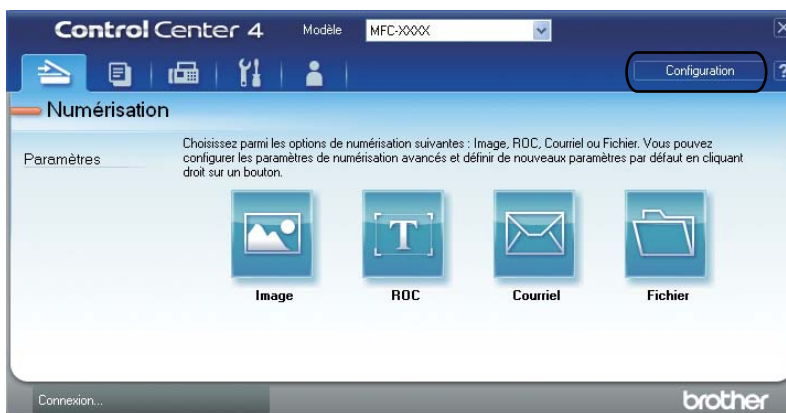 Control Center 4 Modèle MFC-XXXX
Configuration ?
Numérisation
Paramètres
Choisissez parmi les options de numérisation suivantes : Image, ROC, Courriel ou Fichier. Vous pouvez
configurer les paramètres de numérisation avancés et définir de nouveaux paramètres par défaut en cliquant
droit sur un bouton.
T
Image ROC Courriel Fichier
Connexion... brother